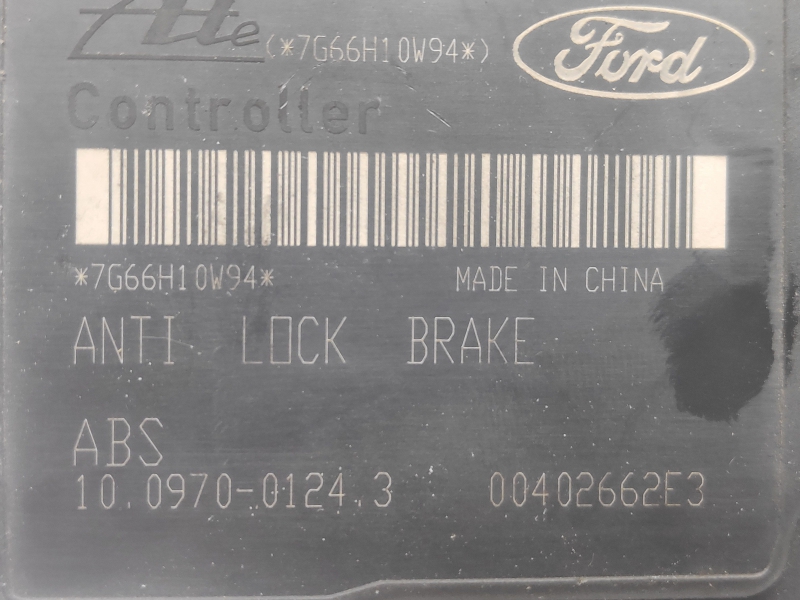 Ate (*7G66H10W94*) Ford
Controller
*7G66H10W94* MADE IN CHINA
ANTI LOCK BRAKE
ABS
10.0970-0124.3 00402662E3